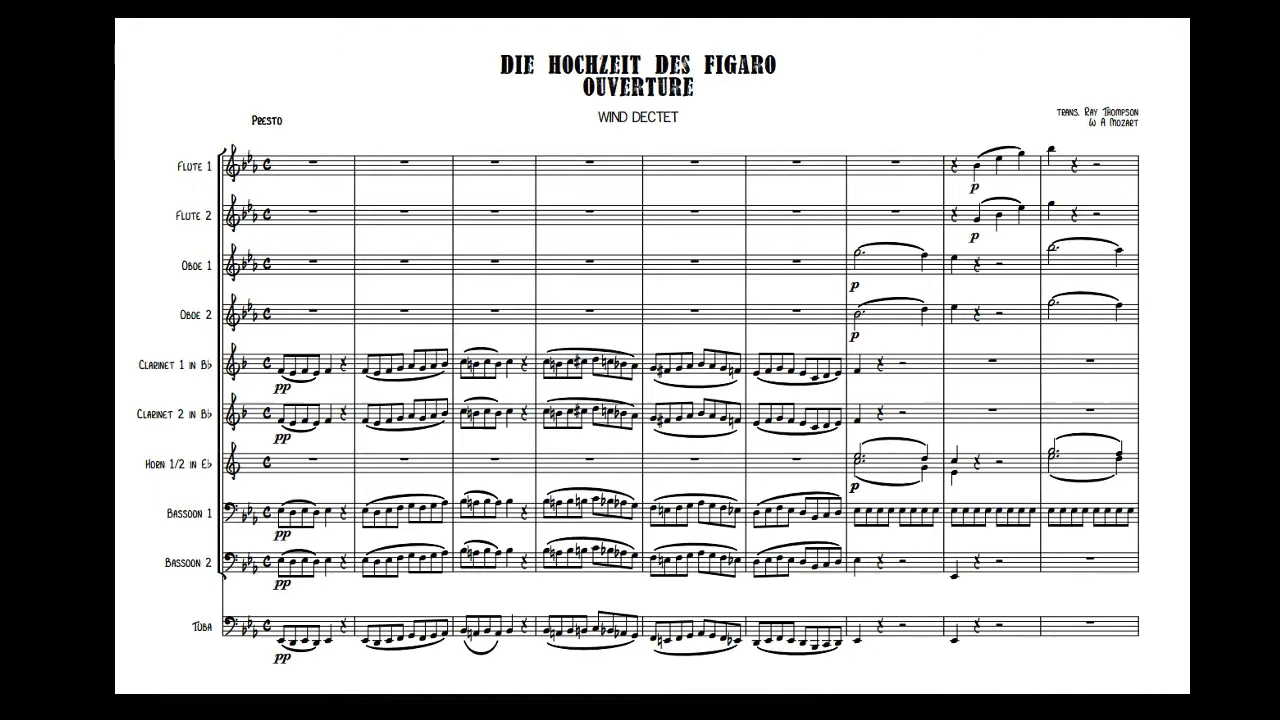 DIE HOCHZEIT DES FIGARO
OUVERTURE
WIND DECTET
PRESTO
TRANS. RAY THOMPSON
W A MOZART
FLUTE 1
p
FLUTE 2
p
OBOE 1
p
OBOE 2
p
CLARINET 1 IN B♭
pp
CLARINET 2 IN B♭
pp
HORN 1/2 IN E♭
p
BASSOON 1
pp
BASSOON 2
pp
TUBA
pp